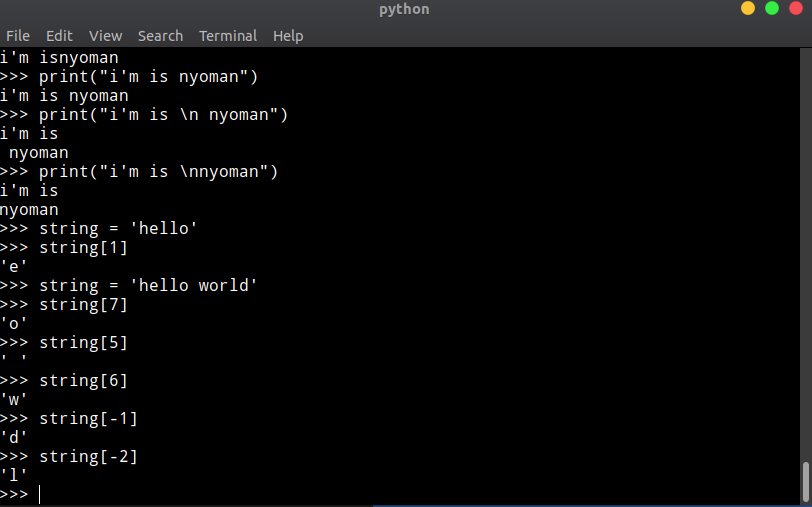 python
File Edit View Search Terminal Help
i'm isnyoman
>>> print("i'm is nyoman")
i'm is nyoman
>>> print("i'm is \n nyoman")
i'm is
 nyoman
>>> print("i'm is \nnyoman")
i'm is
nyoman
>>> string = 'hello'
>>> string[1]
'e'
>>> string = 'hello world'
>>> string[7]
'o'
>>> string[5]
' '
>>> string[6]
'w'
>>> string[-1]
'd'
>>> string[-2]
'l'
>>>